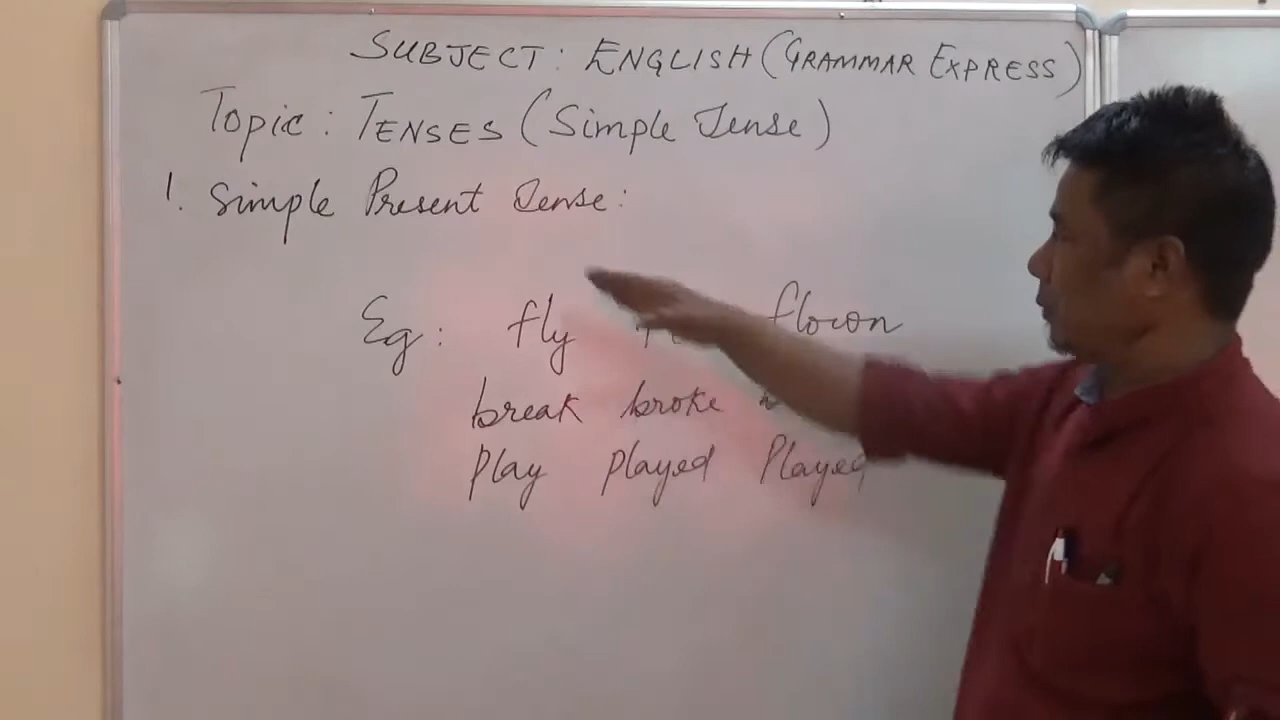 SUBJECT: ENGLISH (GRAMMAR EXPRESS)
Topic: TENSES (Simple Tense)
1. Simple Present Tense:
Eg: fly flown
break broke
play played Played